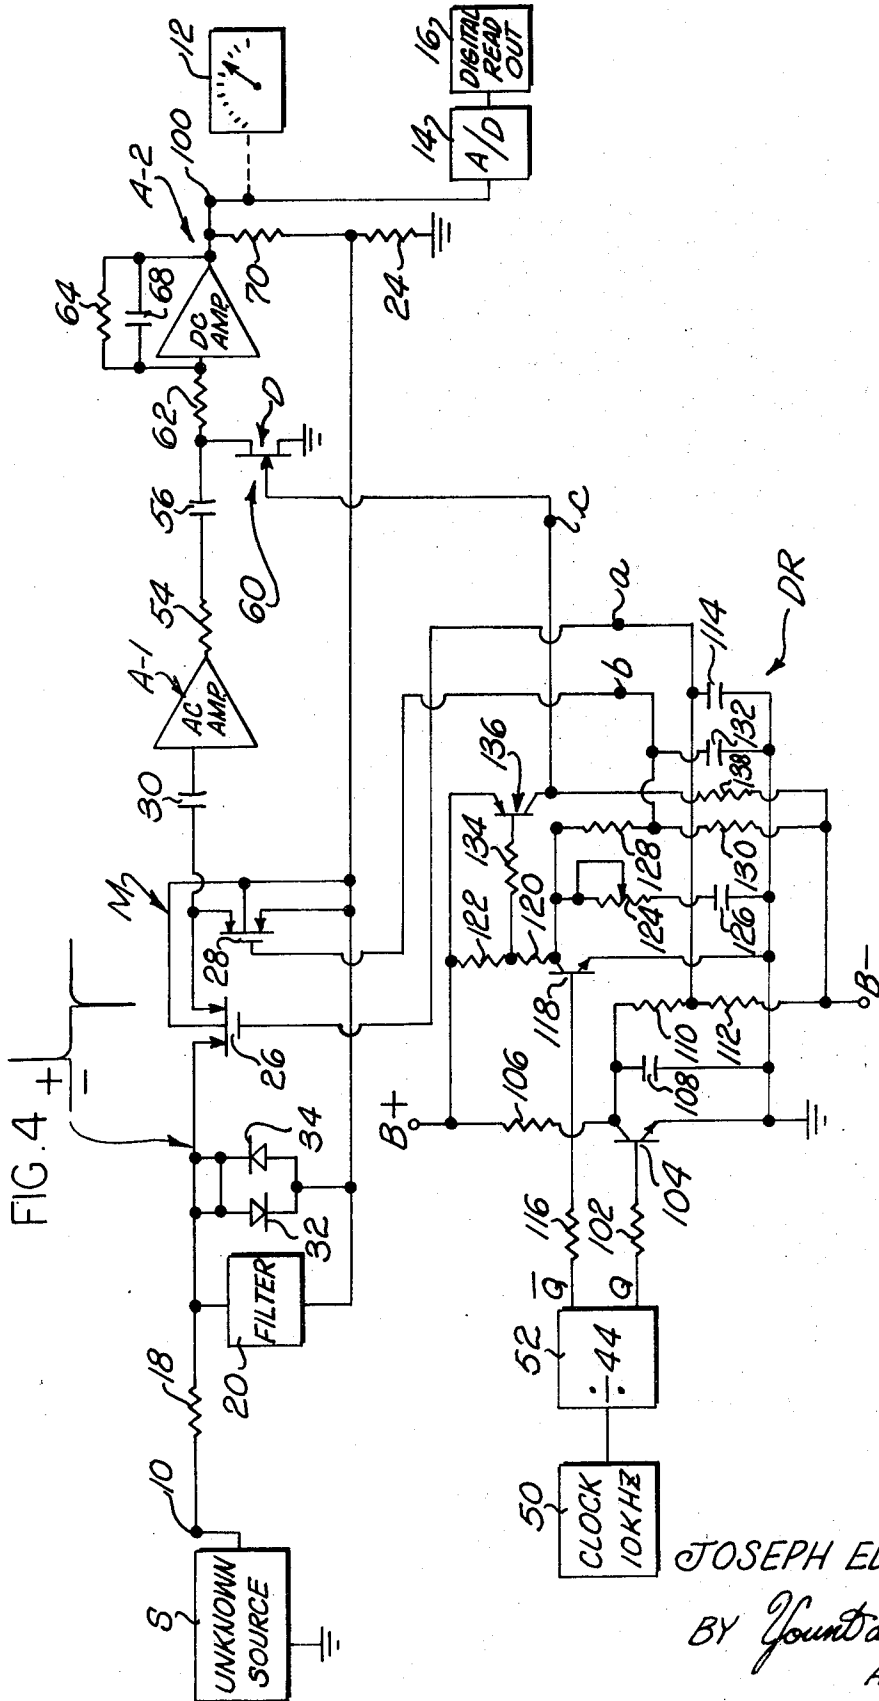 FIG. 4
+
−
UNKNOWN
SOURCE
S
10
18
20
FILTER
32
34
26
28
M
30
AC
AMP.
A-1
54
56
60
D
62
64
68
DC
AMP.
A-2
100
70
24
12
14
A/D
16
DIGITAL
READ
OUT
50
CLOCK
10KHZ
52
÷44
Q̅
Q
116
102
104
B+
106
108
110
112
118
122
120
134
136
124
126
128
130
138
132
114
B-
DR
a
b
c
JOSEPH
BY